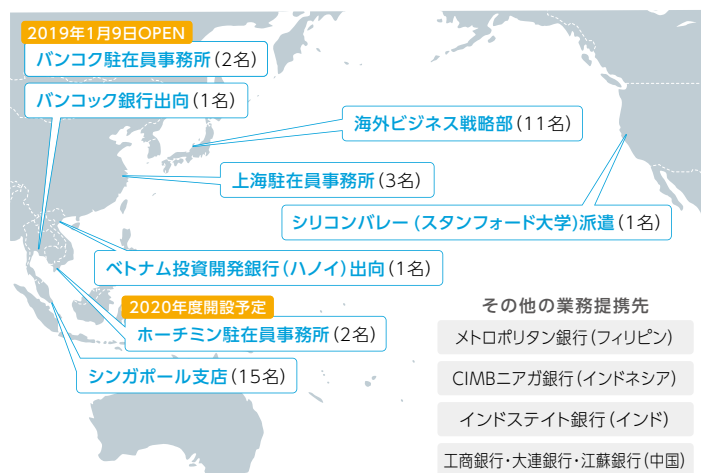 2019年1月9日OPEN
バンコク駐在員事務所(2名)
バンコック銀行出向(1名)
海外ビジネス戦略部(11名)
上海駐在員事務所(3名)
シリコンバレー(スタンフォード大学)派遣(1名)
ベトナム投資開発銀行(ハノイ)出向(1名)
2020年度開設予定
ホーチミン駐在員事務所(2名)
シンガポール支店(15名)
その他の業務提携先
メトロポリタン銀行(フィリピン)
CIMBニアガ銀行(インドネシア)
インドステイト銀行(インド)
工商銀行・大連銀行・江蘇銀行(中国)